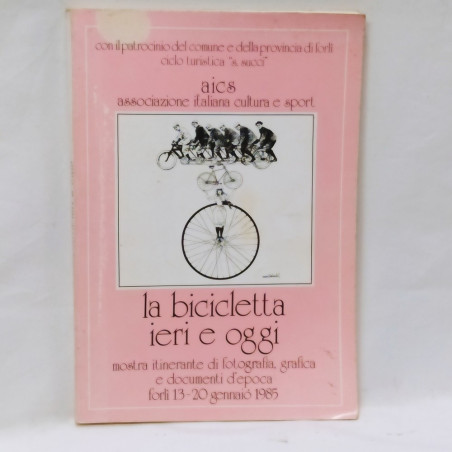 con il patrocinio del comune e della provincia di forlì
ciclo turistica "s. succi"
aics
associazione italiana cultura e sport
la bicicletta
ieri e oggi
mostra itinerante di fotografia, grafica
e documenti d'epoca
forlì 13-20 gennaió 1985